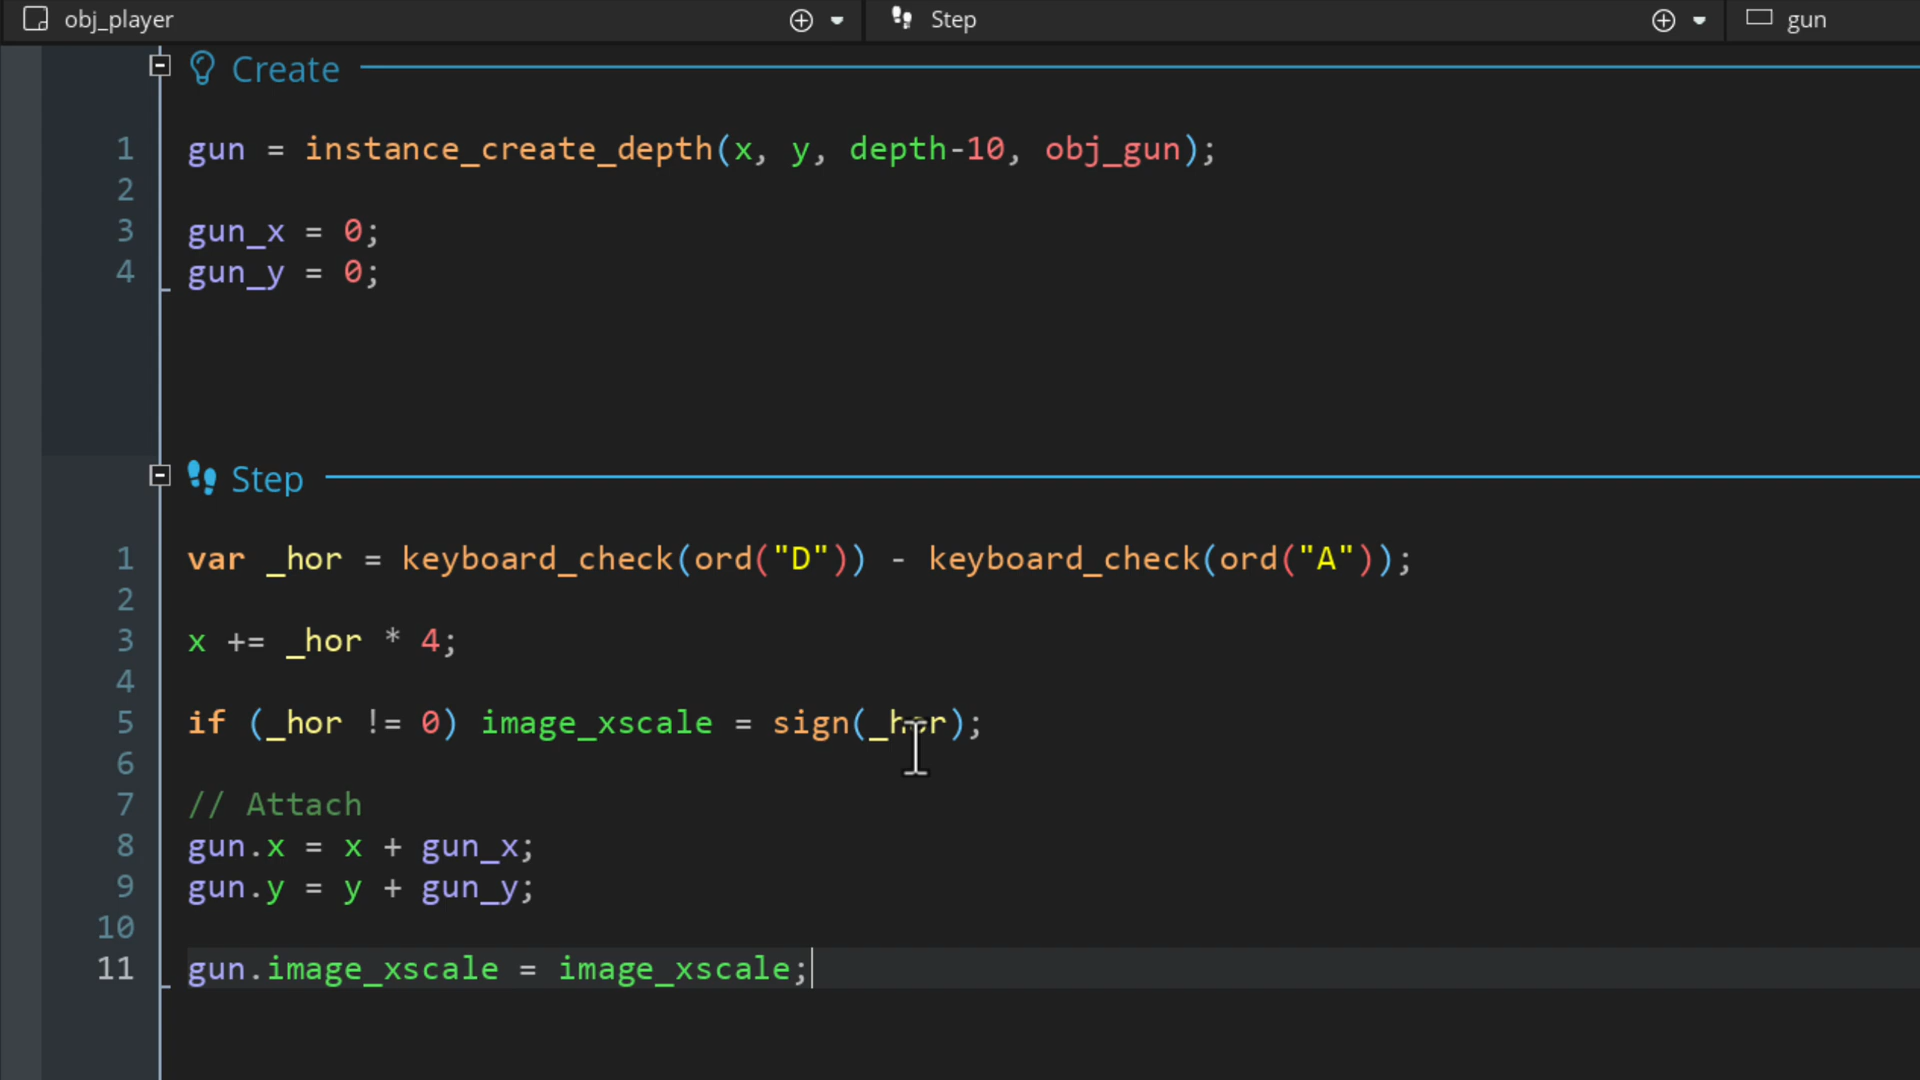 obj_player Step gun
Create
1 gun = instance_create_depth(x, y, depth-10, obj_gun);
2
3 gun_x = 0;
4 gun_y = 0;
Step
1 var _hor = keyboard_check(ord("D")) - keyboard_check(ord("A"));
2
3 x += _hor * 4;
4
5 if (_hor != 0) image_xscale = sign(_hor);
6
7 // Attach
8 gun.x = x + gun_x;
9 gun.y = y + gun_y;
10
11 gun.image_xscale = image_xscale;